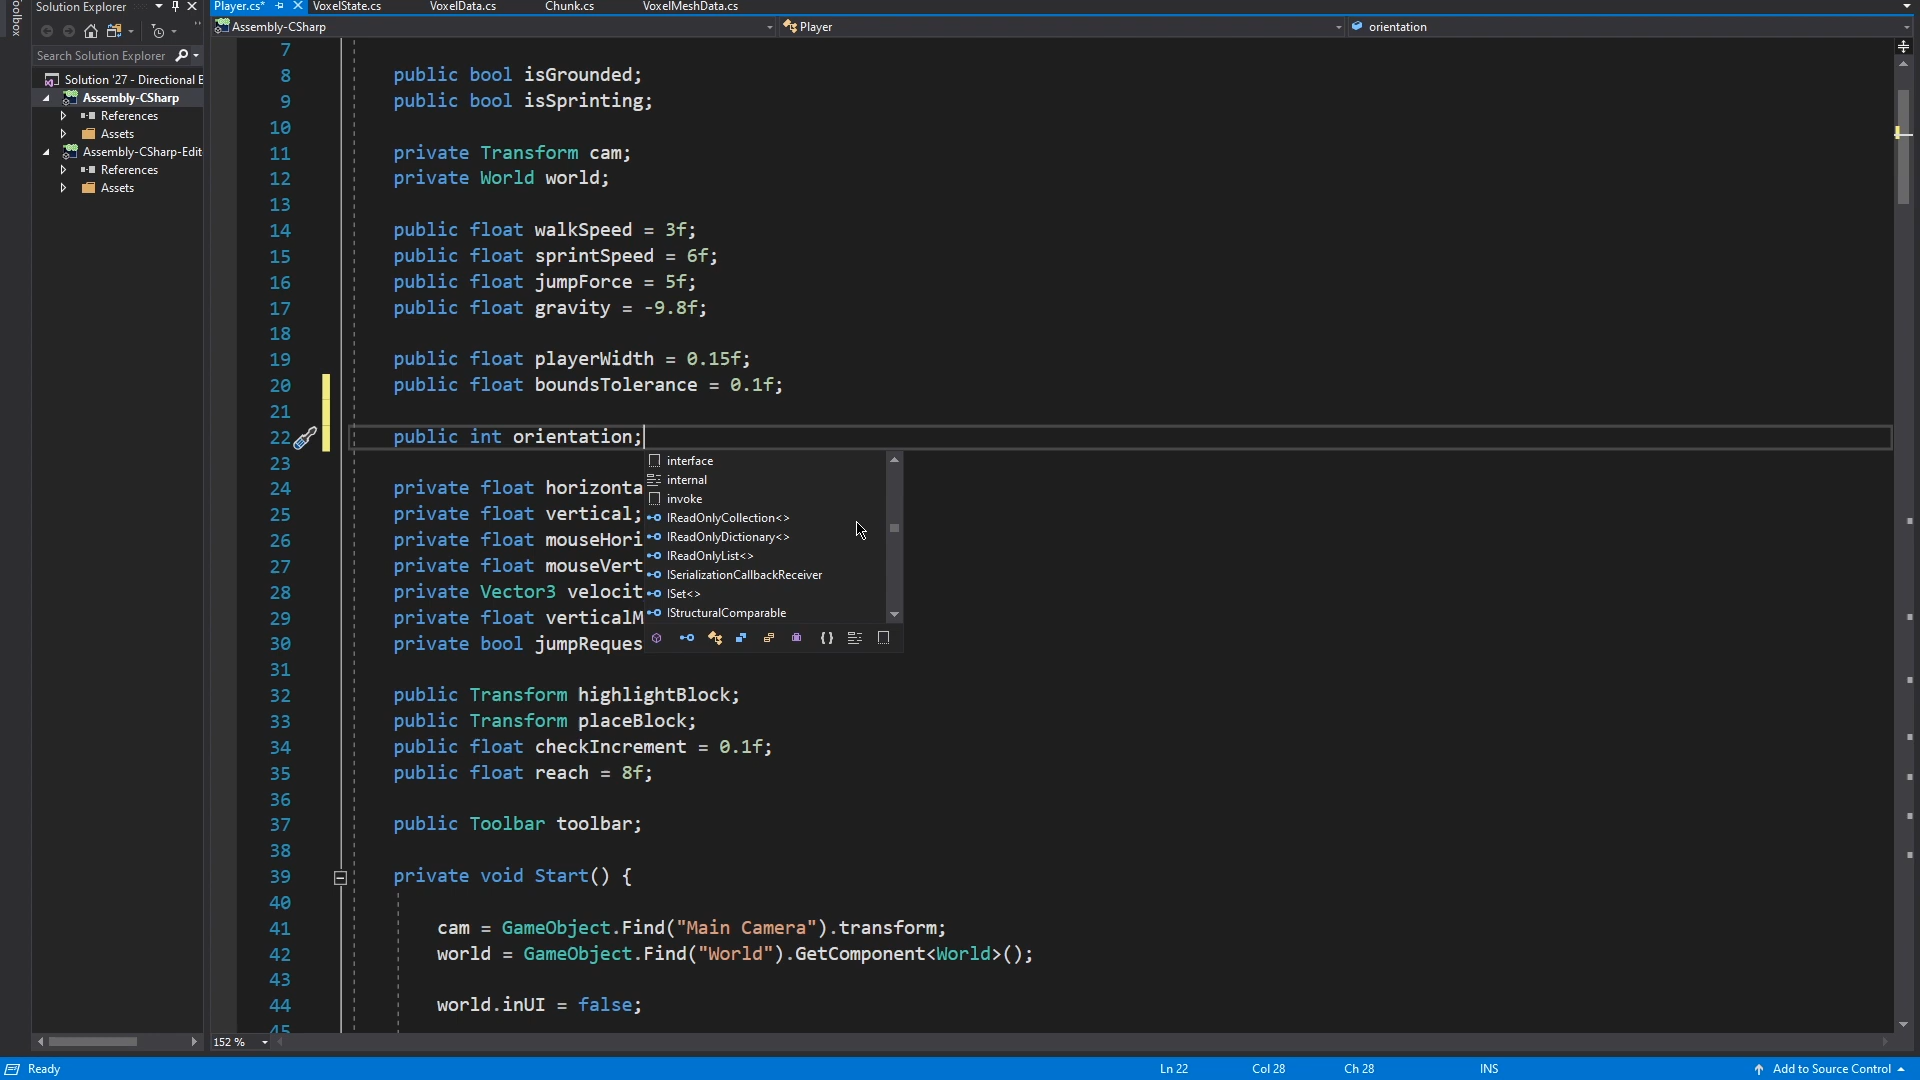 Toolbox
Solution Explorer
Search Solution Explorer
Solution '27 - Directional B
Assembly-CSharp
References
Assets
Assembly-CSharp-Edit
References
Assets
Player.cs*
VoxelState.cs
VoxelData.cs
Chunk.cs
VoxelMeshData.cs
Assembly-CSharp
Player
orientation
7
8 public bool isGrounded;
9 public bool isSprinting;
10
11 private Transform cam;
12 private World world;
13
14 public float walkSpeed = 3f;
15 public float sprintSpeed = 6f;
16 public float jumpForce = 5f;
17 public float gravity = -9.8f;
18
19 public float playerWidth = 0.15f;
20 public float boundsTolerance = 0.1f;
21
22 public int orientation;
23
24 private float horizonta
25 private float vertical;
26 private float mouseHori
27 private float mouseVert
28 private Vector3 velocit
29 private float verticalM
30 private bool jumpReques
31
32 public Transform highlightBlock;
33 public Transform placeBlock;
34 public float checkIncrement = 0.1f;
35 public float reach = 8f;
36
37 public Toolbar toolbar;
38
39 private void Start() {
40
41 cam = GameObject.Find("Main Camera").transform;
42 world = GameObject.Find("World").GetComponent<World>();
43
44 world.inUI = false;
45
interface
internal
invoke
IReadOnlyCollection<>
IReadOnlyDictionary<>
IReadOnlyList<>
ISerializationCallbackReceiver
ISet<>
IStructuralComparable
{}
152 %
Ready
Ln 22
Col 28
Ch 28
INS
Add to Source Control